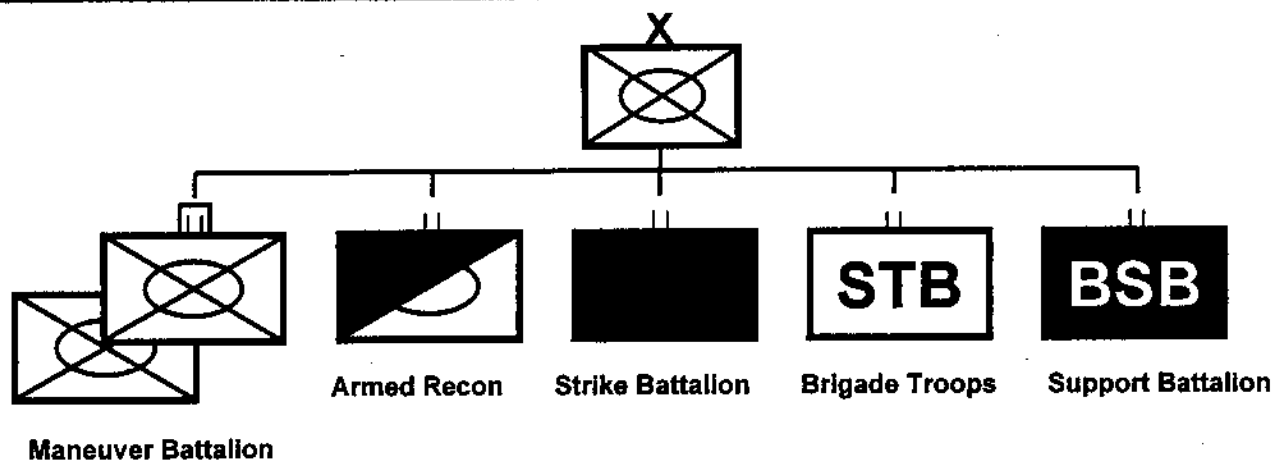 X
STB
BSB
Armed Recon
Strike Battalion
Brigade Troops
Support Battalion
Maneuver Battalion